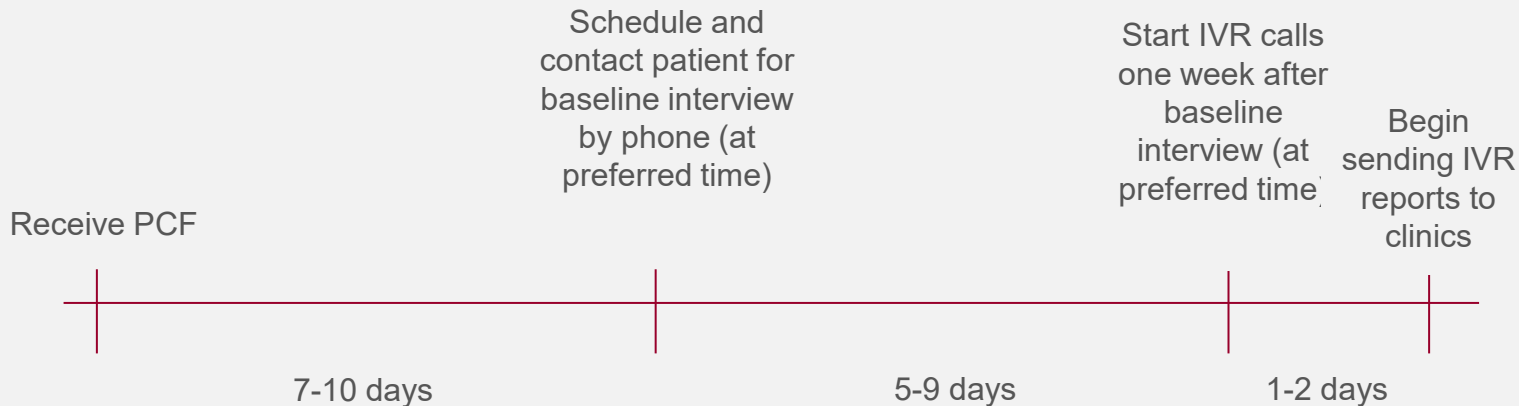 Receive PCF
Schedule and
contact patient for
baseline interview
by phone (at
preferred time)
Start IVR calls
one week after
baseline
interview (at
preferred time)
Begin
sending IVR
reports to
clinics
7-10 days
5-9 days
1-2 days